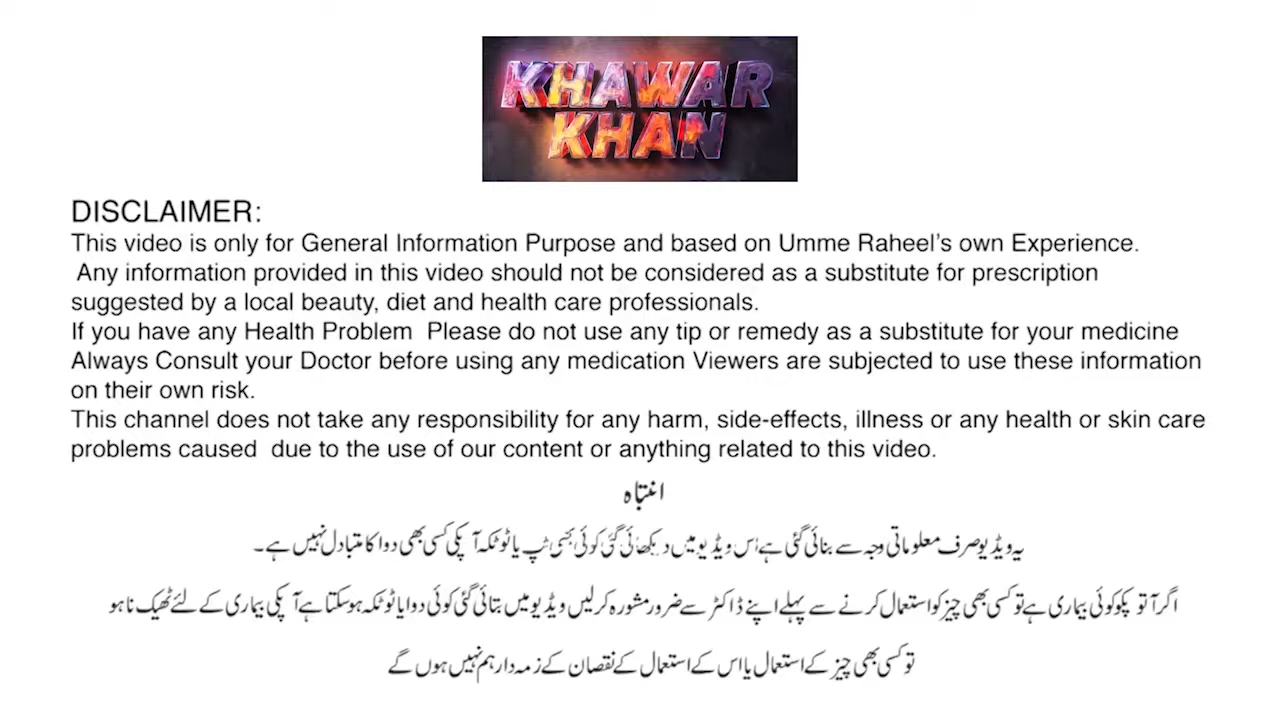 KHAWAR
KHAN
DISCLAIMER:
This video is only for General Information Purpose and based on Umme Raheel's own Experience.
Any information provided in this video should not be considered as a substitute for prescription
suggested by a local beauty, diet and health care professionals.
If you have any Health Problem  Please do not use any tip or remedy as a substitute for your medicine
Always Consult your Doctor before using any medication Viewers are subjected to use these information
on their own risk.
This channel does not take any responsibility for any harm, side-effects, illness or any health or skin care
problems caused  due to the use of our content or anything related to this video.
انتباہ
یہ ویڈیو صرف معلوماتی وجہ سے بنائی گئی ہے اس ویڈیو میں دیکھائی گئی کوئی بھی ٹپ یا ٹوٹکہ آپکی کسی بھی دوا کا متبادل نہیں ہے۔
اگر آپکو کوئی بیماری ہے تو کسی بھی چیز کو استعمال کرنے سے پہلے اپنے ڈاکٹر سے ضرور مشورہ کرلیں ویڈیو میں بتائی گئی کوئی دوا یا ٹوٹکہ ہوسکتا ہے آپکی بیماری کے لئے ٹھیک نا ہو
تو کسی بھی چیز کے استعمال یا اس کے استعمال کے نقصان کے زمہ دار ہم نہیں ہوں گے